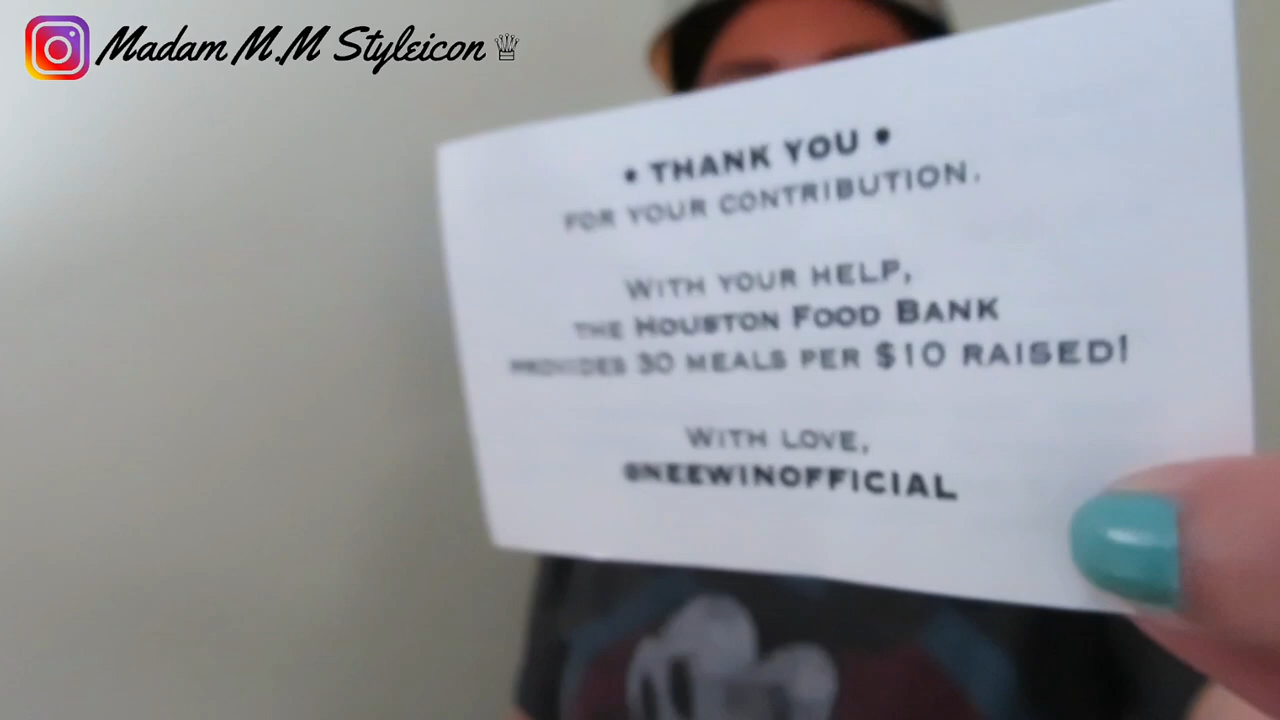 Madam M.M Styleicon ♕
• THANK YOU •
FOR YOUR CONTRIBUTION.
WITH YOUR HELP,
THE HOUSTON FOOD BANK
PROVIDES 30 MEALS PER $10 RAISED!
WITH LOVE,
@NEEWINOFFICIAL